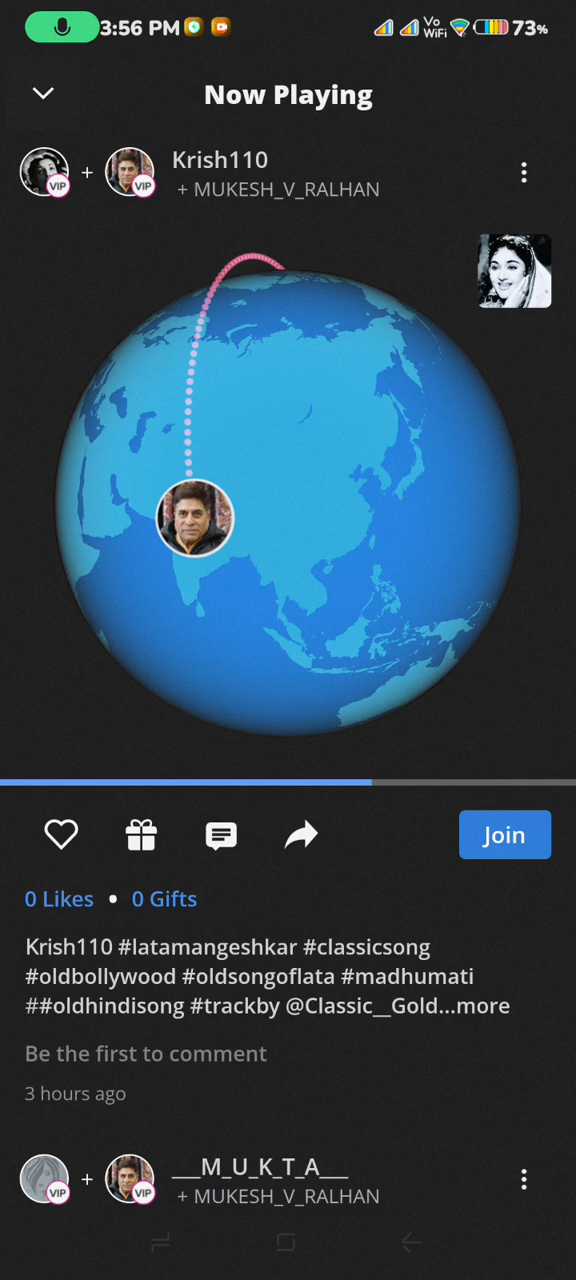 3:56 PM
Vo
WiFi
73%
Now Playing
VIP
+
VIP
Krish110
+ MUKESH_V_RALHAN
Join
0 Likes • 0 Gifts
Krish110 #latamangeshkar #classicsong
#oldbollywood #oldsongoflata #madhumati
##oldhindisong #trackby @Classic__Gold...more
Be the first to comment
3 hours ago
VIP
+
VIP
___M_U_K_T_A___
+ MUKESH_V_RALHAN